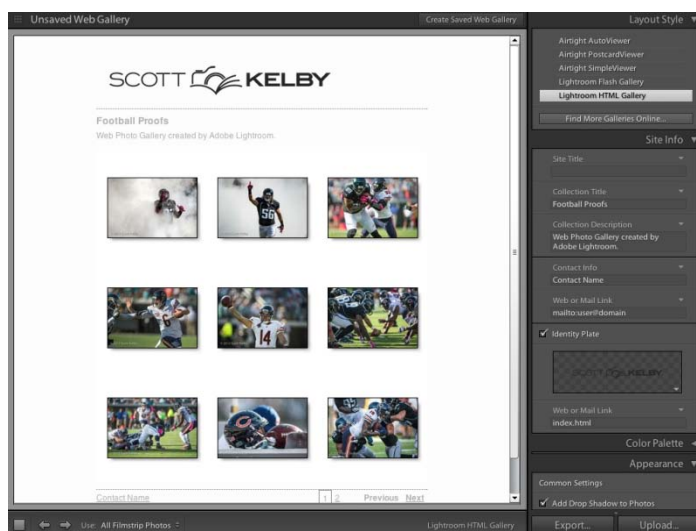 Unsaved Web Gallery
Create Saved Web Gallery
SCOTT KELBY
Football Proofs
Web Photo Gallery created by Adobe Lightroom.
56
14
Contact Name
1 2 Previous Next
Use: All Filmstrip Photos
Lightroom HTML Gallery
Layout Style
Airtight AutoViewer
Airtight PostcardViewer
Airtight SimpleViewer
Lightroom Flash Gallery
Lightroom HTML Gallery
Find More Galleries Online...
Site Info
Site Title
Collection Title
Football Proofs
Collection Description
Web Photo Gallery created by
Adobe Lightroom.
Contact Info
Contact Name
Web or Mail Link
mailto:user@domain
Identity Plate
SCOTT KELBY
Web or Mail Link
index.html
Color Palette
Appearance
Common Settings
Add Drop Shadow to Photos
Export...
Upload...